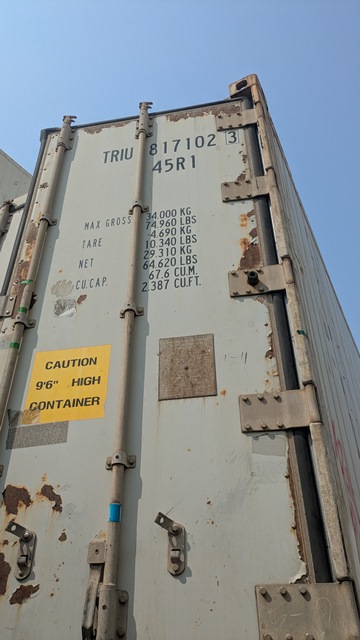 TRIU 817102 3
45R1
MAX GROSS 34.000 KG
74.960 LBS
TARE 4.690 KG
10.340 LBS
NET 29.310 KG
64.620 LBS
CU.CAP. 67.6 CU.M.
2.387 CU.FT.
CAUTION
9'6" HIGH
CONTAINER